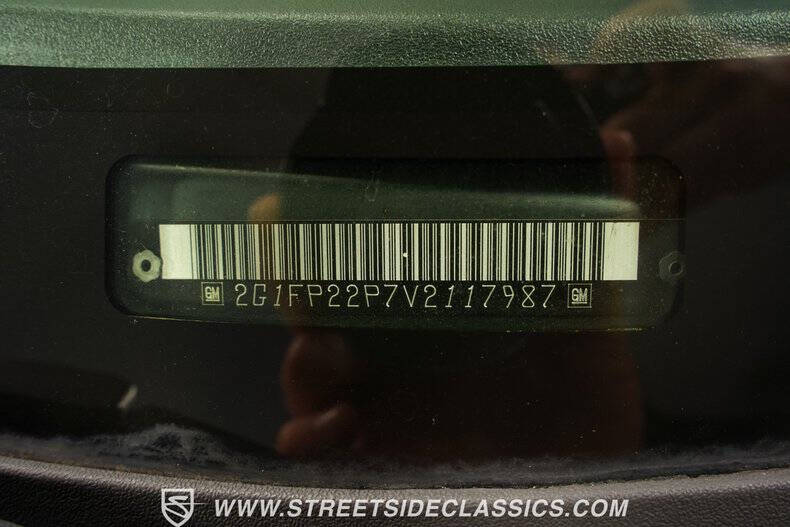 GM 2G1FP22P7V2117987 GM
WWW.STREETSIDECLASSICS.COM